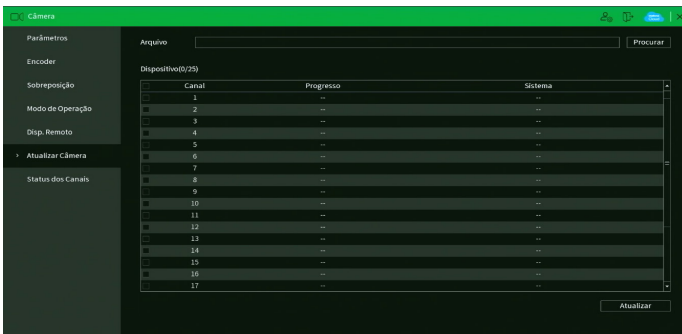 Câmera
Parâmetros
Encoder
Sobreposição
Modo de Operação
Disp. Remoto
> Atualizar Câmera
Status dos Canais
Arquivo Procurar
Dispositivo(0/25)
Canal Progresso Sistema
1 -- --
2 -- --
3 -- --
4 -- --
5 -- --
6 -- --
7 -- --
8 -- --
9 -- --
10 -- --
11 -- --
12 -- --
13 -- --
14 -- --
15 -- --
16 -- --
17 -- --
Atualizar